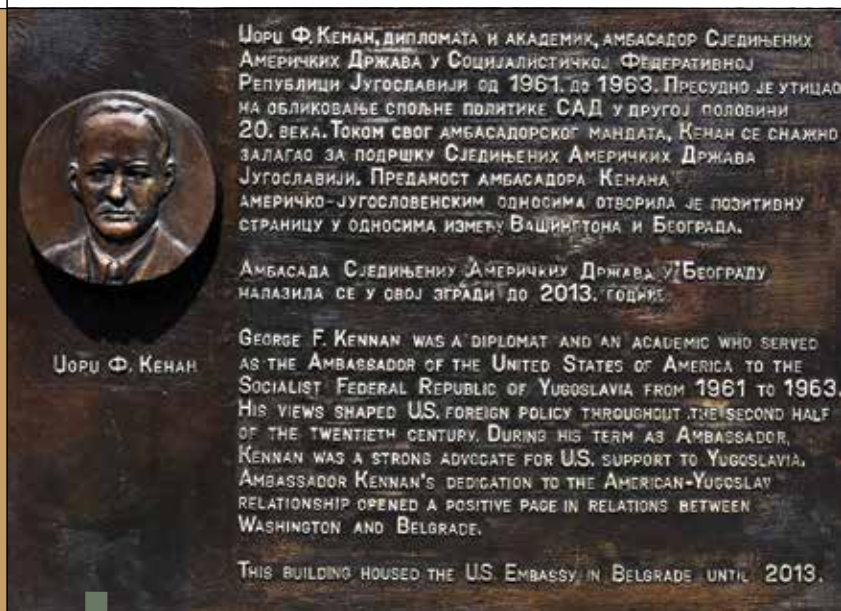 ЏОРЏ Ф. КЕНАН
ЏОРЏ Ф. КЕНАН, ДИПЛОМАТА И АКАДЕМИК, АМБАСАДОР СЈЕДИЊЕНИХ
АМЕРИЧКИХ ДРЖАВА У СОЦИЈАЛИСТИЧКОЈ ФЕДЕРАТИВНОЈ
РЕПУБЛИЦИ ЈУГОСЛАВИЈИ ОД 1961. ДО 1963. ПРЕСУДНО ЈЕ УТИЦАО
НА ОБЛИКОВАЊЕ СПОЉНЕ ПОЛИТИКЕ САД У ДРУГОЈ ПОЛОВИНИ
20. ВЕКА. ТОКОМ СВОГ АМБАСАДОРСКОГ МАНДАТА, КЕНАН СЕ СНАЖНО
ЗАЛАГАО ЗА ПОДРШКУ СЈЕДИЊЕНИХ АМЕРИЧКИХ ДРЖАВА
ЈУГОСЛАВИЈИ. ПРЕДАНОСТ АМБАСАДОРА КЕНАНА
АМЕРИЧКО-ЈУГОСЛОВЕНСКИМ ОДНОСИМА ОТВОРИЛА ЈЕ ПОЗИТИВНУ
СТРАНИЦУ У ОДНОСИМА ИЗМЕЂУ ВАШИНГТОНА И БЕОГРАДА.
АМБАСАДА СЈЕДИЊЕНИХ АМЕРИЧКИХ ДРЖАВА У БЕОГРАДУ
НАЛАЗИЛА СЕ У ОВОЈ ЗГРАДИ ДО 2013. ГОДИНЕ.
GEORGE F. KENNAN WAS A DIPLOMAT AND AN ACADEMIC WHO SERVED
AS THE AMBASSADOR OF THE UNITED STATES OF AMERICA TO THE
SOCIALIST FEDERAL REPUBLIC OF YUGOSLAVIA FROM 1961 TO 1963.
HIS VIEWS SHAPED U.S. FOREIGN POLICY THROUGHOUT THE SECOND HALF
OF THE TWENTIETH CENTURY. DURING HIS TERM AS AMBASSADOR,
KENNAN WAS A STRONG ADVOCATE FOR U.S. SUPPORT TO YUGOSLAVIA.
AMBASSADOR KENNAN'S DEDICATION TO THE AMERICAN-YUGOSLAV
RELATIONSHIP OPENED A POSITIVE PAGE IN RELATIONS BETWEEN
WASHINGTON AND BELGRADE.
THIS BUILDING HOUSED THE U.S. EMBASSY IN BELGRADE UNTIL 2013.